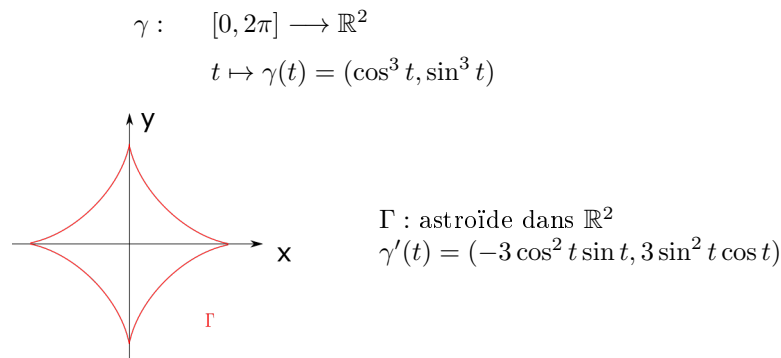 γ : [0, 2π] ⟶ ℝ²
t ↦ γ(t) = (cos³ t, sin³ t)
y
x
Γ
Γ : astroïde dans ℝ²
γ′(t) = (−3 cos² t sin t, 3 sin² t cos t)